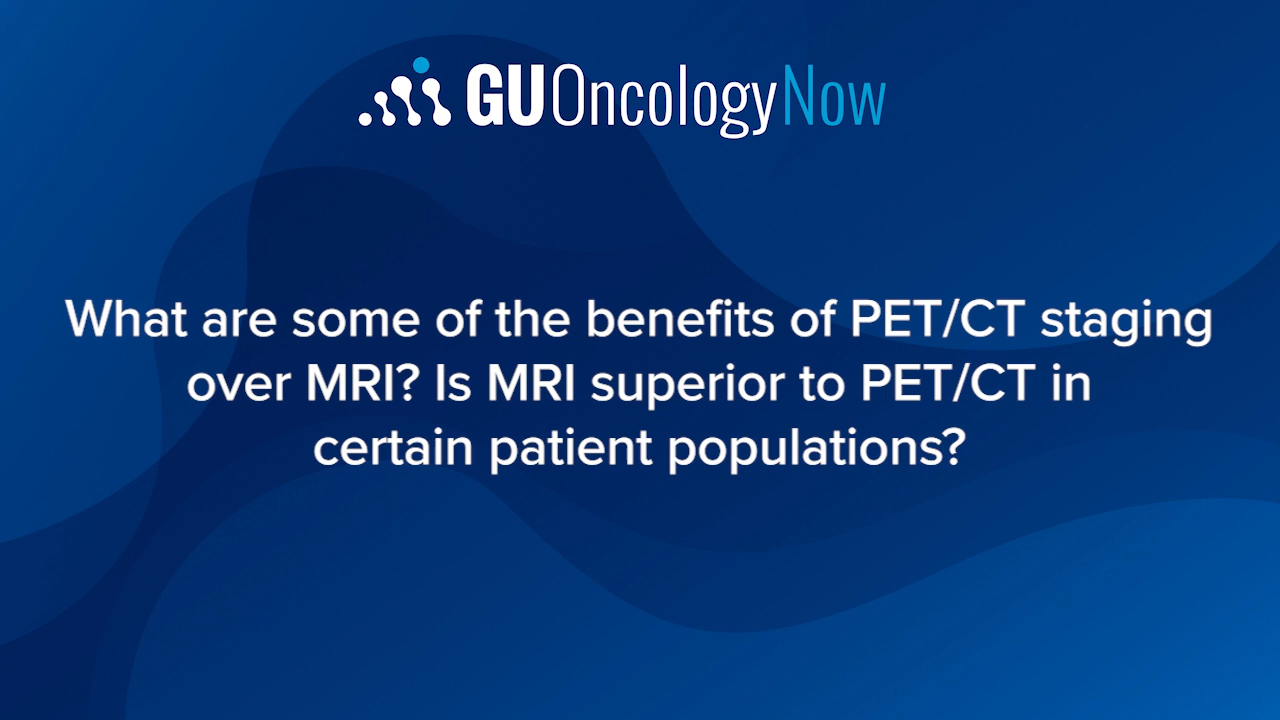 GUOncologyNow
What are some of the benefits of PET/CT staging
over MRI? Is MRI superior to PET/CT in
certain patient populations?